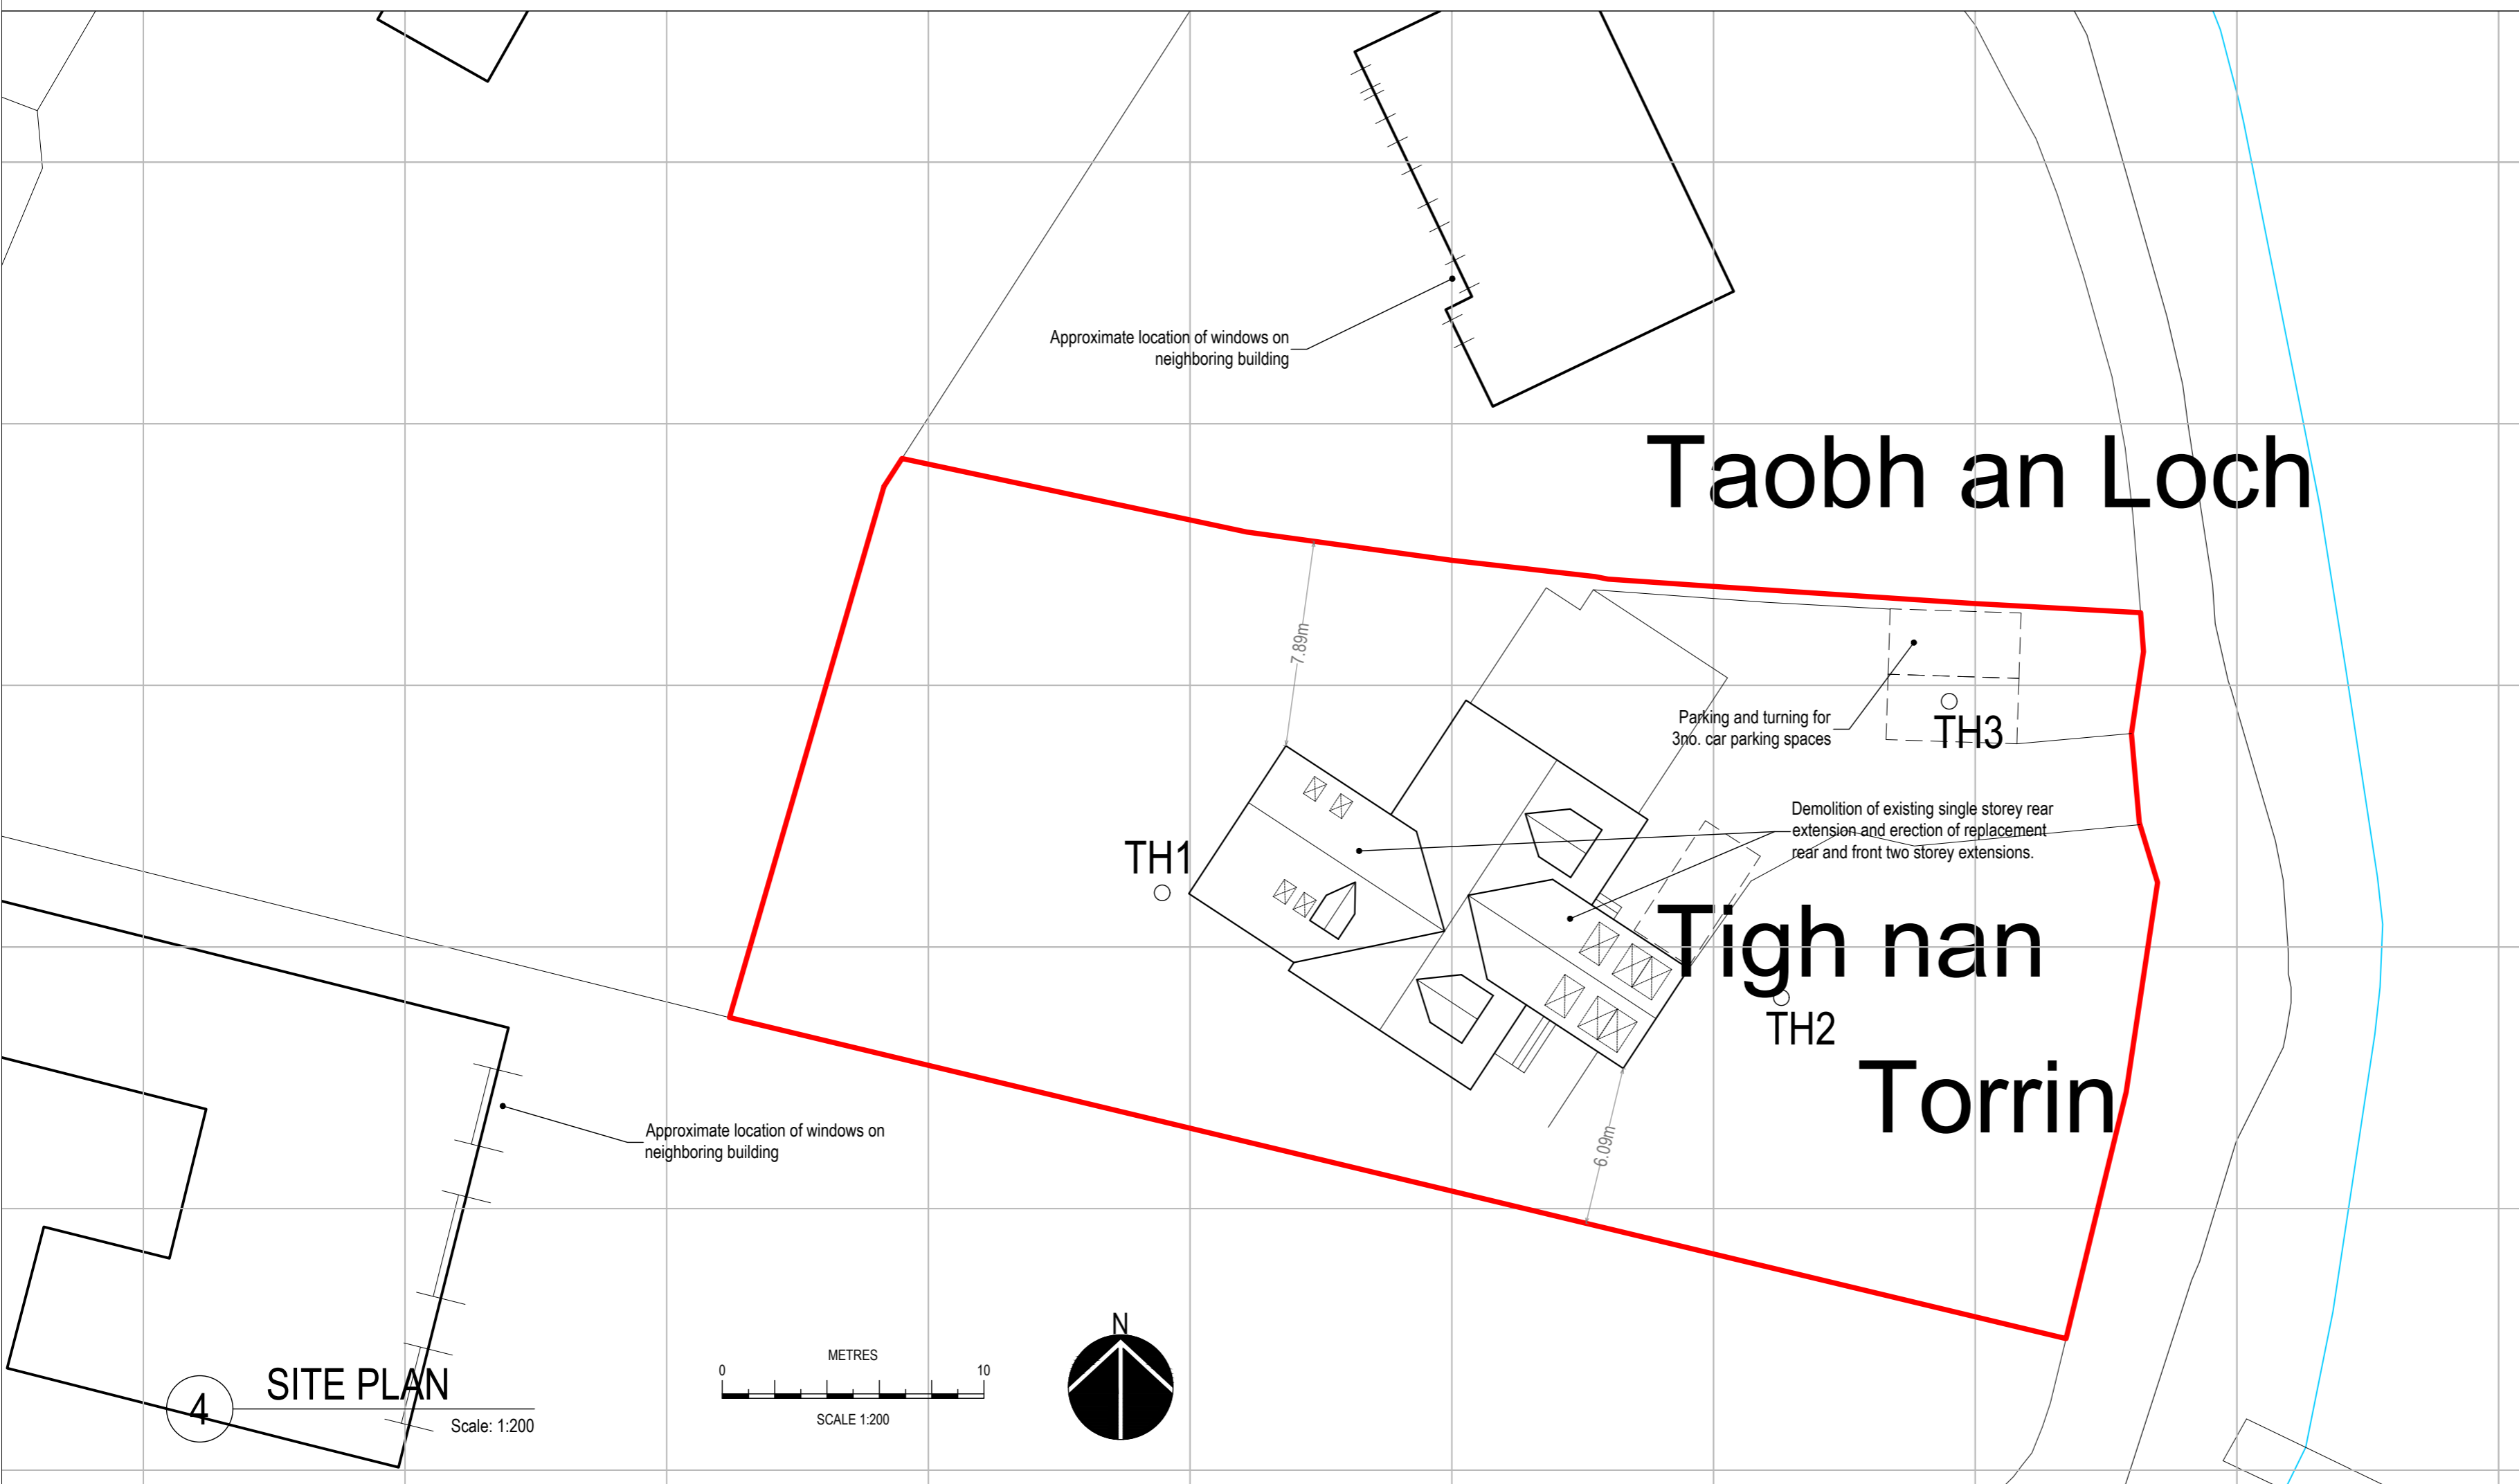 Approximate location of windows on
neighboring building
Taobh an Loch
7.89m
Parking and turning for
3no. car parking spaces
TH3
Demolition of existing single storey rear
extension and erection of replacement
rear and front two storey extensions.
TH1
Tigh nan
TH2
Torrin
Approximate location of windows on
neighboring building
6.09m
N
METRES
0
10
SCALE 1:200
4
SITE PLAN
Scale: 1:200